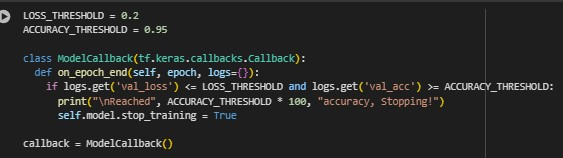 LOSS_THRESHOLD = 0.2
ACCURACY_THRESHOLD = 0.95
class ModelCallback(tf.keras.callbacks.Callback):
  def on_epoch_end(self, epoch, logs={}):
    if logs.get('val_loss') <= LOSS_THRESHOLD and logs.get('val_acc') >= ACCURACY_THRESHOLD:
      print("\nReached", ACCURACY_THRESHOLD * 100, "accuracy, Stopping!")
      self.model.stop_training = True
callback = ModelCallback()